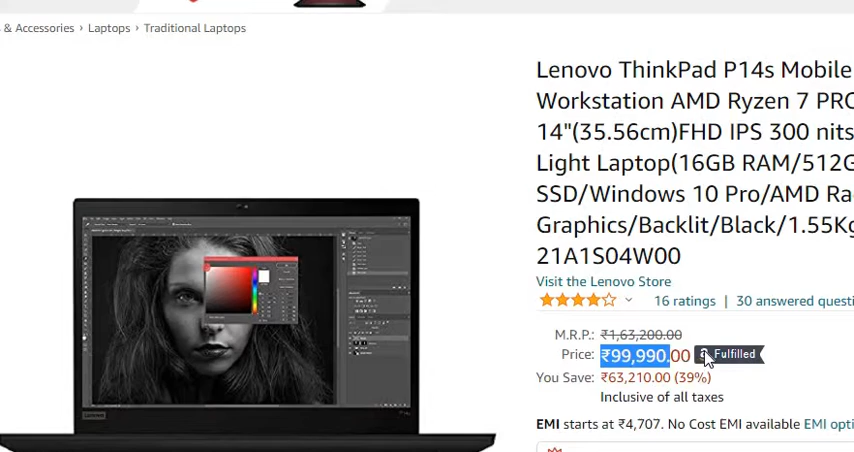 & Accessories › Laptops › Traditional Laptops
Lenovo ThinkPad P14s Mobile
Workstation AMD Ryzen 7 PRO
14"(35.56cm)FHD IPS 300 nits
Light Laptop(16GB RAM/512G
SSD/Windows 10 Pro/AMD Ra
Graphics/Backlit/Black/1.55Kg
21A1S04W00
Visit the Lenovo Store
16 ratings | 30 answered questi
M.R.P.: ₹1,63,200.00
Price: ₹99,990.00 Fulfilled
You Save: ₹63,210.00 (39%)
Inclusive of all taxes
EMI starts at ₹4,707. No Cost EMI available EMI opti